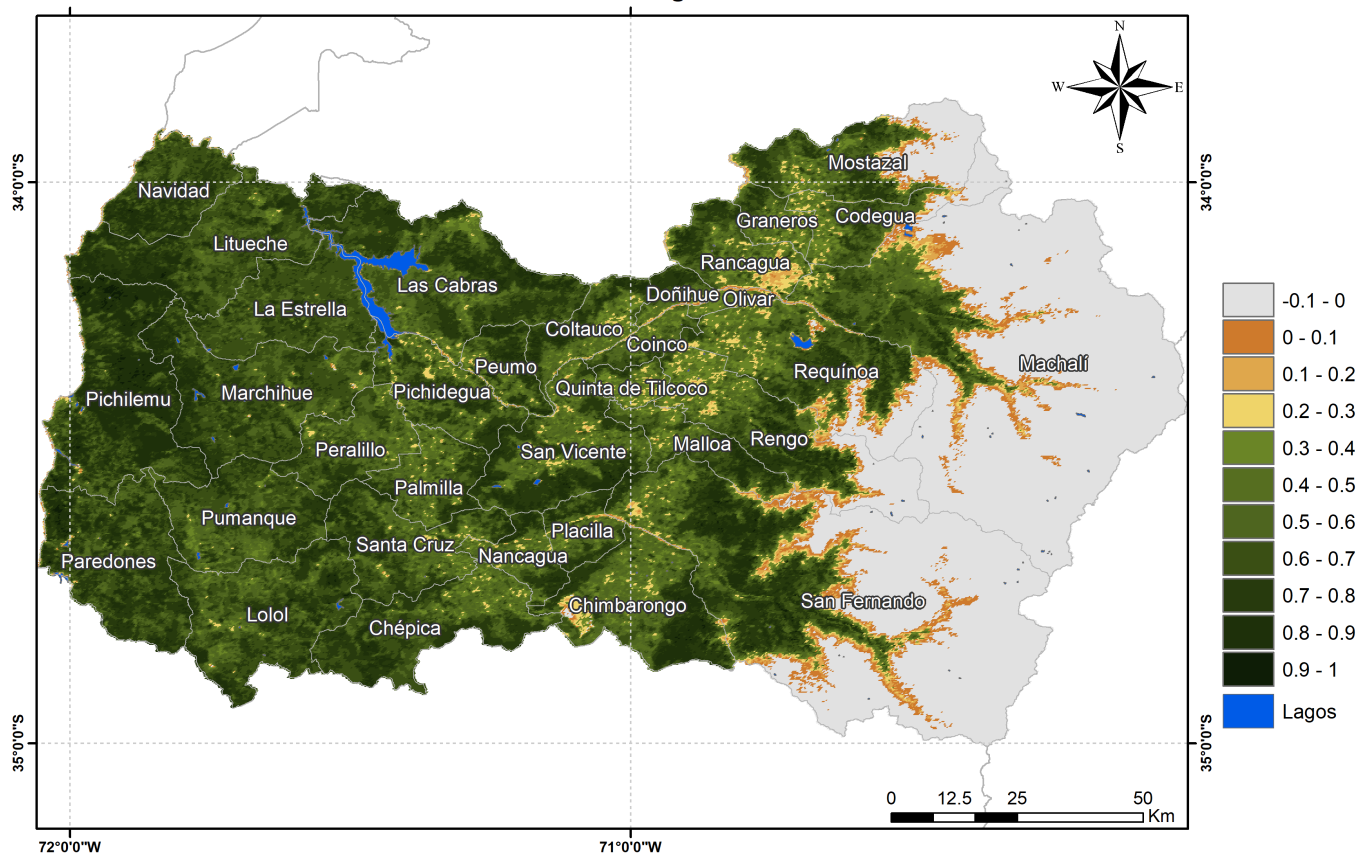 N
W
E
S
34°0'0"S
34°0'0"S
Mostazal
Navidad
Graneros
Codegua
Litueche
Rancagua
Las Cabras
Doñihue
Olivar
La Estrella
Coltauco
Coinco
Machalí
Peumo
Requínoa
Pichidegua
Quinta de Tilcoco
Marchihue
Pichilemu
Rengo
Malloa
Peralillo
San Vicente
Palmilla
Pumanque
Placilla
Santa Cruz
Nancagua
Paredones
San Fernando
Chimbarongo
Lolol
Chépica
-0.1 - 0
0 - 0.1
0.1 - 0.2
0.2 - 0.3
0.3 - 0.4
0.4 - 0.5
0.5 - 0.6
0.6 - 0.7
0.7 - 0.8
0.8 - 0.9
0.9 - 1
Lagos
35°0'0"S
35°0'0"S
0 12.5 25 50
Km
72°0'0"W
71°0'0"W